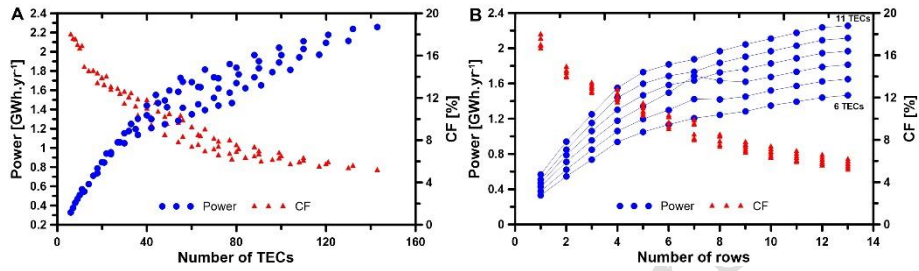 A
Power [GWh.yr⁻¹]
2.4
2.2
2
1.8
1.6
1.4
1.2
1
0.8
0.6
0.4
0.2
20
16
12
8
4
0
CF [%]
Power CF
0 20 40 60 80 100 120 140 160
Number of TECs
B
Power [GWh.yr⁻¹]
2.4
2
1.6
1.2
0.8
0.4
0
11 TECs
6 TECs
20
16
12
8
4
0
CF [%]
Power CF
0 2 4 6 8 10 12 14
Number of rows